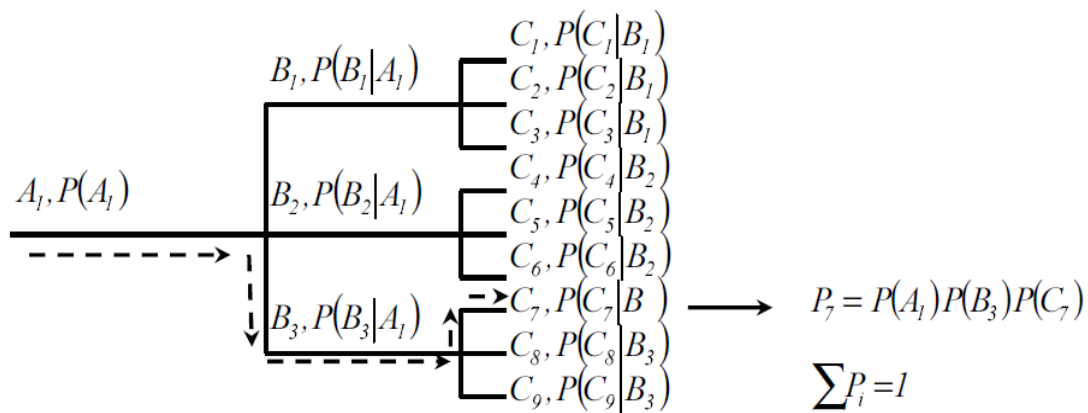 C₁, P(C₁|B₁)
B₁, P(B₁|A₁)
C₂, P(C₂|B₁)
C₃, P(C₃|B₁)
C₄, P(C₄|B₂)
A₁, P(A₁)
B₂, P(B₂|A₁)
C₅, P(C₅|B₂)
C₆, P(C₆|B₂)
C₇, P(C₇|B)
P₇ = P(A₁)P(B₃)P(C₇)
B₃, P(B₃|A₁)
C₈, P(C₈|B₃)
C₉, P(C₉|B₃)
∑Pᵢ =1